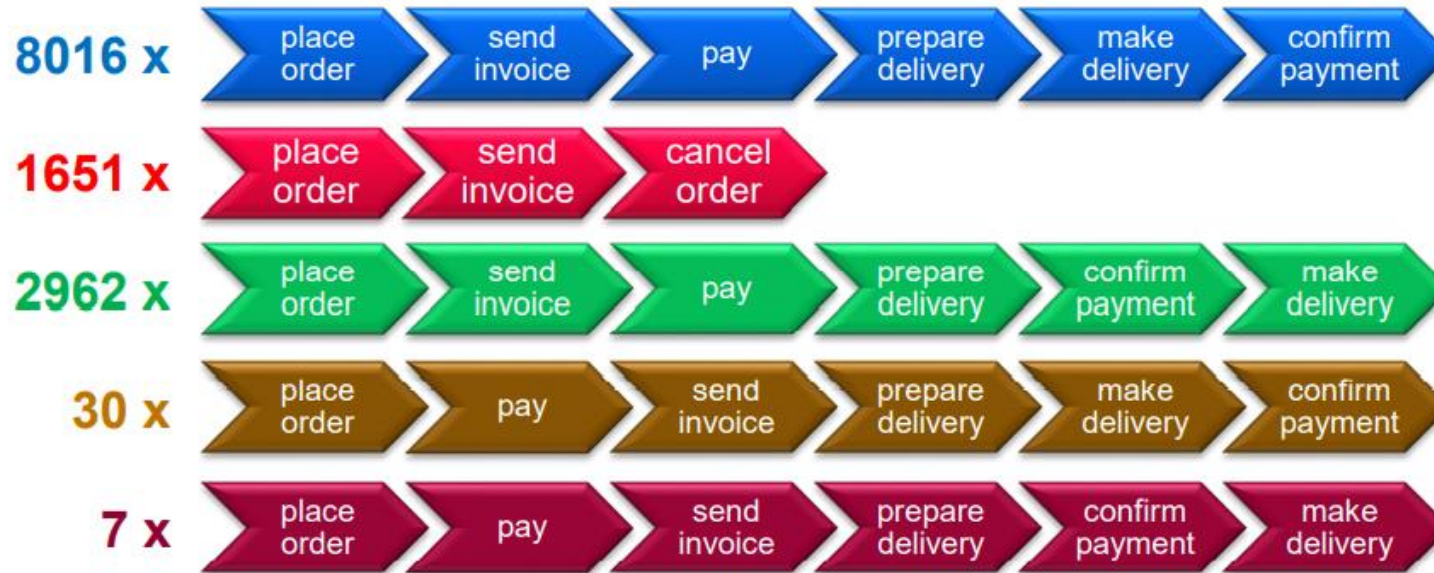 8016 x
place
order
send
invoice
pay
prepare
delivery
make
delivery
confirm
payment
1651 x
place
order
send
invoice
cancel
order
2962 x
place
order
send
invoice
pay
prepare
delivery
confirm
payment
make
delivery
30 x
place
order
pay
send
invoice
prepare
delivery
make
delivery
confirm
payment
7 x
place
order
pay
send
invoice
prepare
delivery
confirm
payment
make
delivery